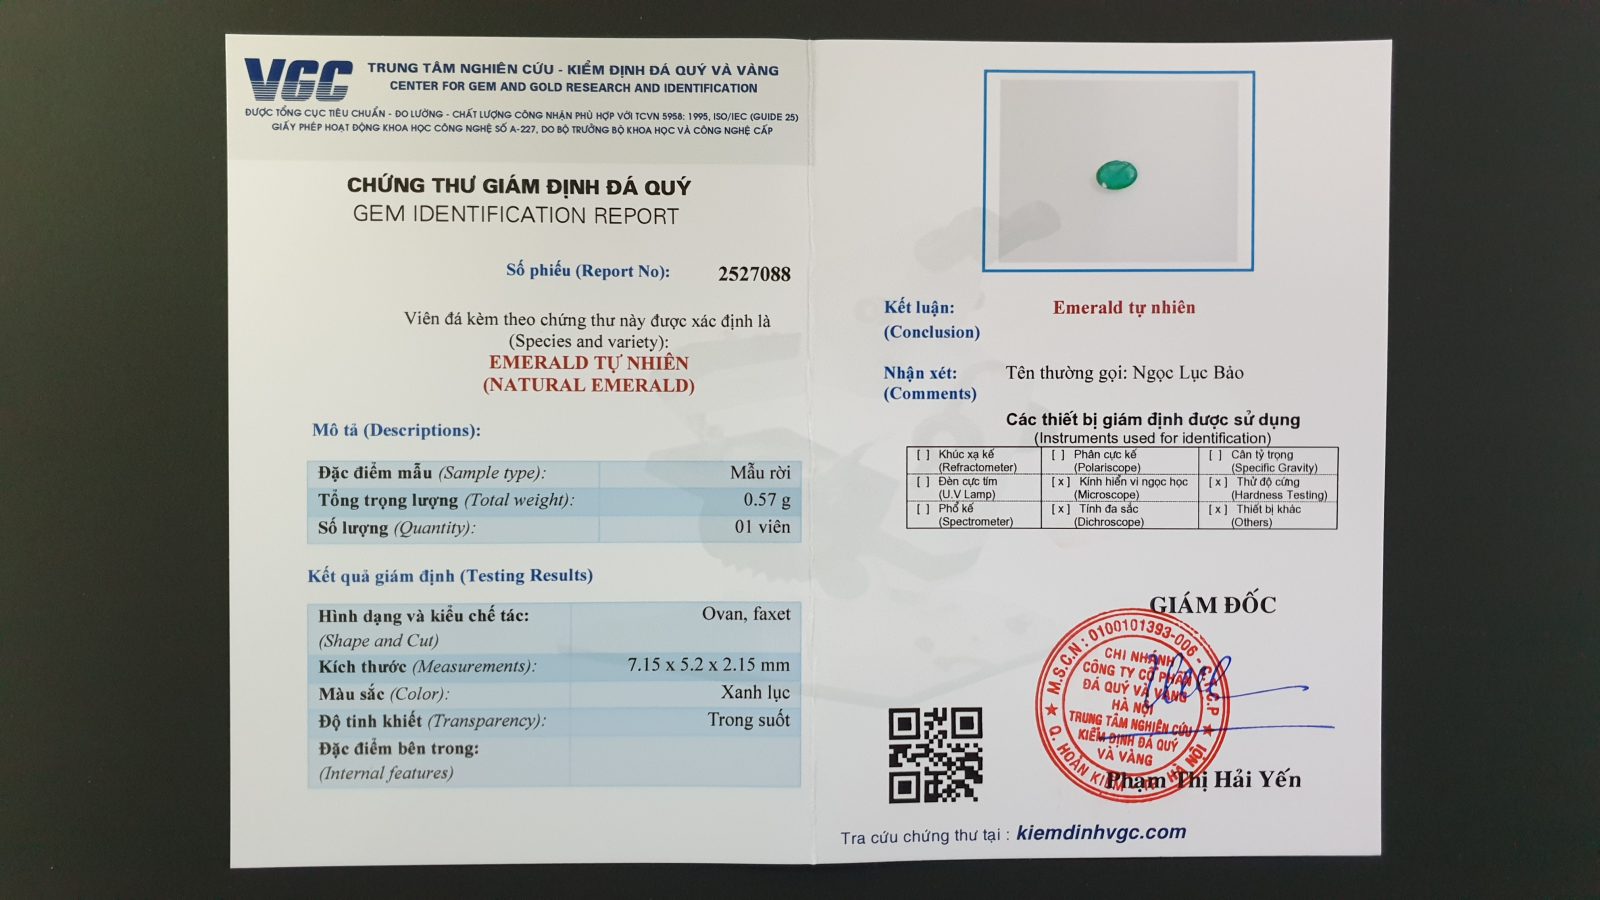 VGC
TRUNG TÂM NGHIÊN CỨU - KIỂM ĐỊNH ĐÁ QUÝ VÀ VÀNG
CENTER FOR GEM AND GOLD RESEARCH AND IDENTIFICATION
ĐƯỢC TỔNG CỤC TIÊU CHUẨN - ĐO LƯỜNG - CHẤT LƯỢNG CÔNG NHẬN PHÙ HỢP VỚI TCVN 5958: 1995, ISO/IEC (GUIDE 25)
GIẤY PHÉP HOẠT ĐỘNG KHOA HỌC CÔNG NGHỆ SỐ A-227, DO BỘ TRƯỞNG BỘ KHOA HỌC VÀ CÔNG NGHỆ CẤP
CHỨNG THƯ GIÁM ĐỊNH ĐÁ QUÝ
GEM IDENTIFICATION REPORT
Số phiếu (Report No): 2527088
Viên đá kèm theo chứng thư này được xác định là
(Species and variety):
EMERALD TỰ NHIÊN
(NATURAL EMERALD)
Mô tả (Descriptions):
Đặc điểm mẫu (Sample type): Mẫu rời
Tổng trọng lượng (Total weight): 0.57 g
Số lượng (Quantity): 01 viên
Kết quả giám định (Testing Results)
Hình dạng và kiểu chế tác: Ovan, faxet
(Shape and Cut)
Kích thước (Measurements): 7.15 x 5.2 x 2.15 mm
Màu sắc (Color): Xanh lục
Độ tinh khiết (Transparency): Trong suốt
Đặc điểm bên trong:
(Internal features)
Kết luận: Emerald tự nhiên
(Conclusion)
Nhận xét: Tên thường gọi: Ngọc Lục Bảo
(Comments)
Các thiết bị giám định được sử dụng
(Instruments used for identification)
[ ] Khúc xạ kế [ ] Phân cực kế [ ] Cân tỷ trọng
(Refractometer) (Polariscope) (Specific Gravity)
[ ] Đèn cực tím [x] Kính hiển vi ngọc học [x] Thử độ cứng
(U.V Lamp) (Microscope) (Hardness Testing)
[ ] Phổ kế [x] Tính đa sắc [x] Thiết bị khác
(Spectrometer) (Dichroscope) (Others)
GIÁM ĐỐC
M.S.C.N: 0100101393-006 - C.T.C.P
CHI NHÁNH
CÔNG TY CỔ PHẦN
ĐÁ QUÝ VÀ VÀNG
HÀ NỘI
TRUNG TÂM NGHIÊN CỨU
KIỂM ĐỊNH ĐÁ QUÝ
VÀ VÀNG
Q. HOÀN KIẾM - TP. HÀ NỘI
Phạm Thị Hải Yến
Tra cứu chứng thư tại : kiemdinhvgc.com